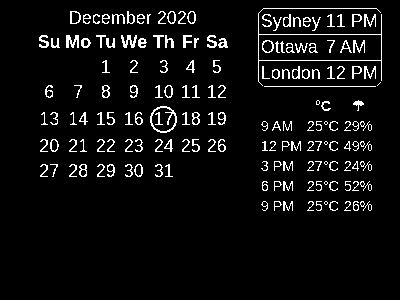 December 2020
Su Mo Tu We Th Fr Sa
1 2 3 4 5
6 7 8 9 10 11 12
13 14 15 16 17 18 19
20 21 22 23 24 25 26
27 28 29 30 31
Sydney 11 PM
Ottawa 7 AM
London 12 PM
°C ☂
9 AM 25°C 29%
12 PM 27°C 49%
3 PM 27°C 24%
6 PM 25°C 52%
9 PM 25°C 26%